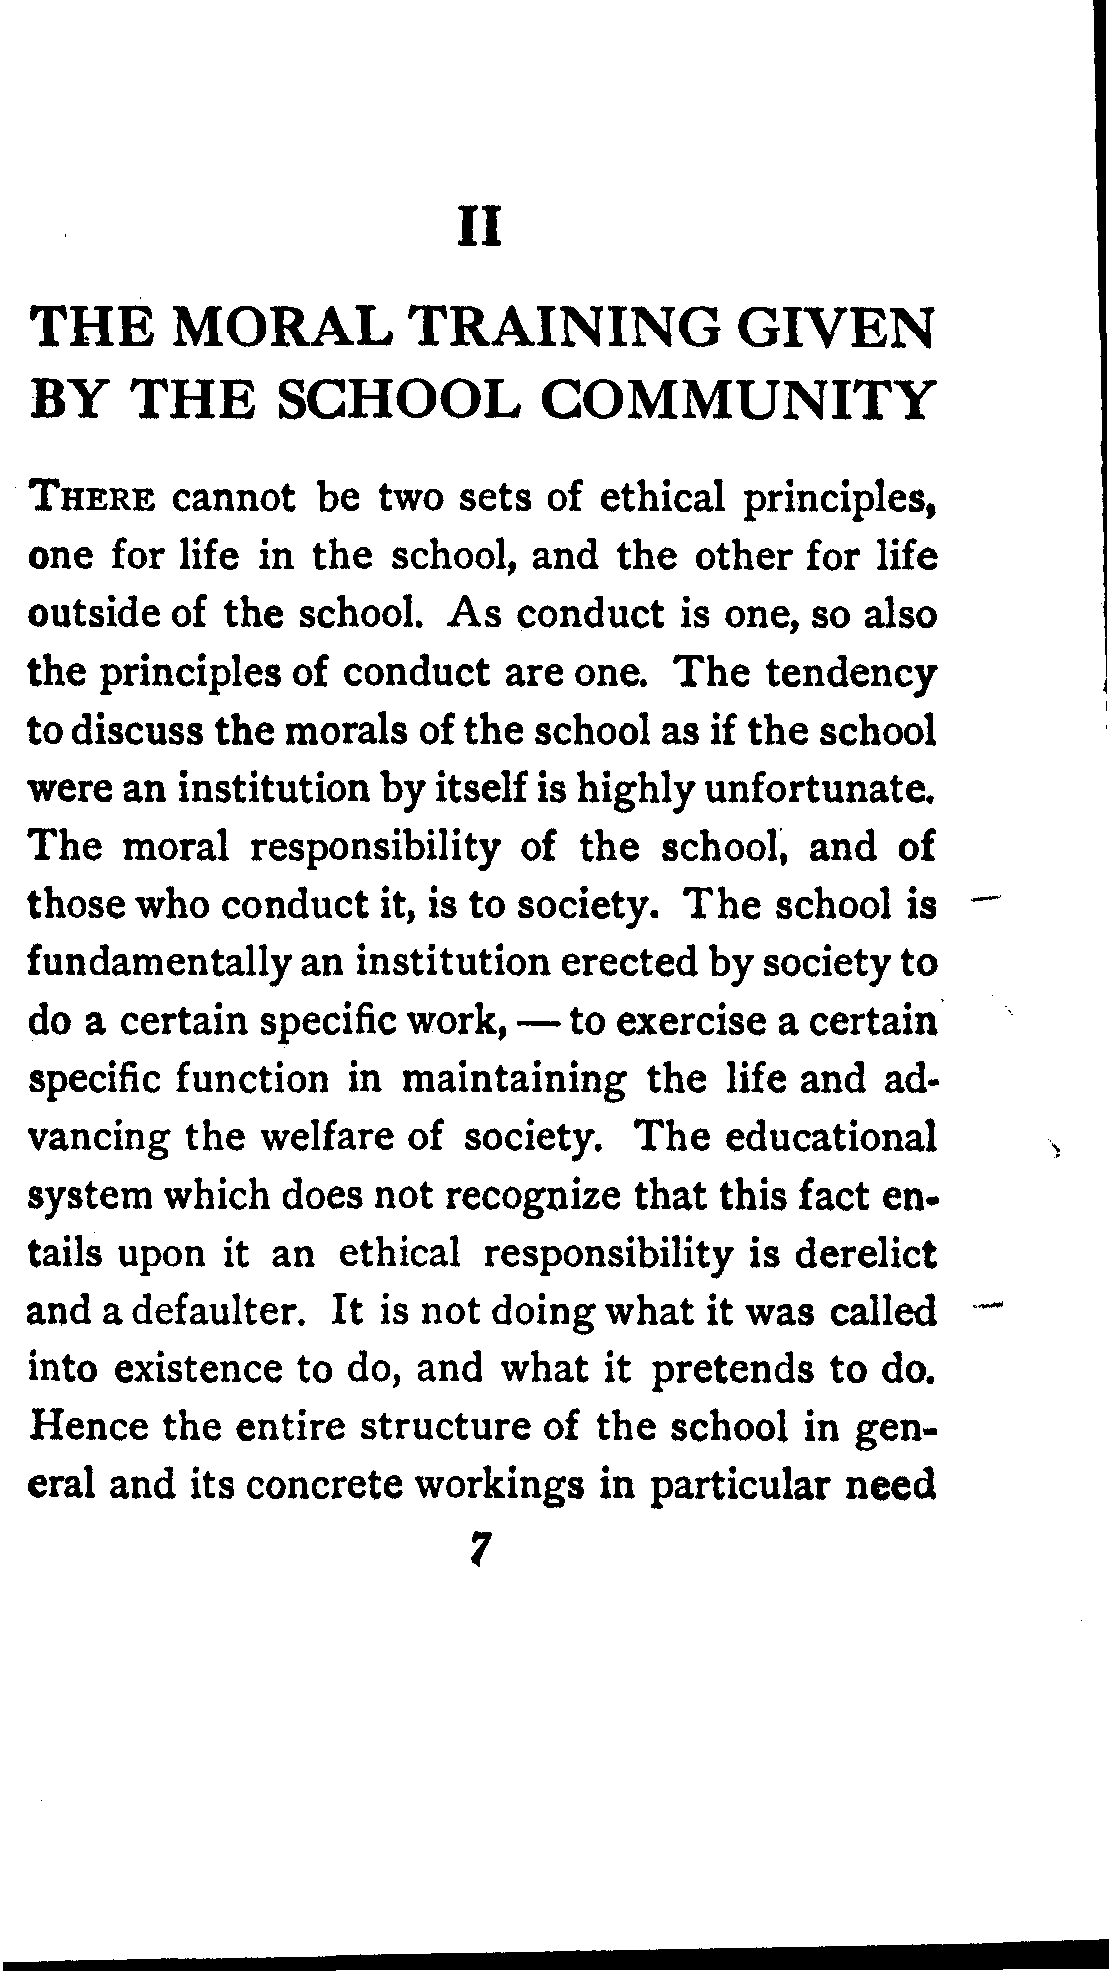 II
THE MORAL TRAINING GIVEN
BY THE SCHOOL COMMUNITY
THERE cannot be two sets of ethical principles,
one for life in the school, and the other for life
outside of the school. As conduct is one, so also
the principles of conduct are one. The tendency
to discuss the morals of the school as if the school
were an institution by itself is highly unfortunate.
The moral responsibility of the school, and of
those who conduct it, is to society. The school is
fundamentally an institution erected by society to
do a certain specific work, — to exercise a certain
specific function in maintaining the life and ad-
vancing the welfare of society. The educational
system which does not recognize that this fact en-
tails upon it an ethical responsibility is derelict
and a defaulter. It is not doing what it was called
into existence to do, and what it pretends to do.
Hence the entire structure of the school in gen-
eral and its concrete workings in particular need
7